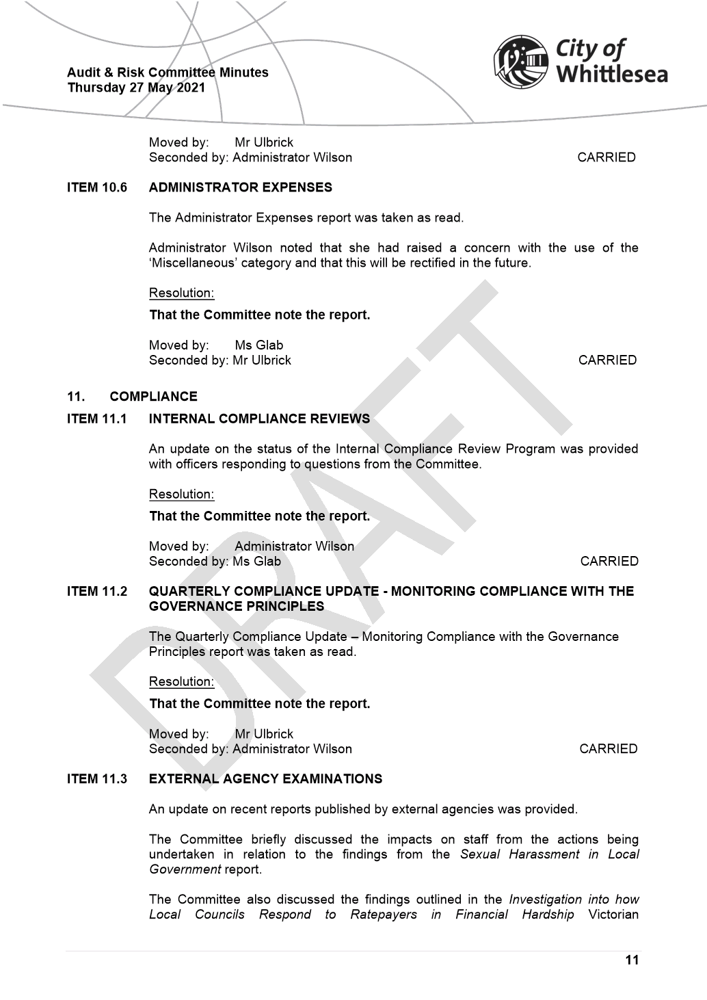 City of
Whittlesea
Audit & Risk Committee Minutes
Thursday 27 May 2021
Moved by: Mr Ulbrick
Seconded by: Administrator Wilson CARRIED
ITEM 10.6 ADMINISTRATOR EXPENSES
The Administrator Expenses report was taken as read.
Administrator Wilson noted that she had raised a concern with the use of the
‘Miscellaneous’ category and that this will be rectified in the future.
Resolution:
That the Committee note the report.
Moved by: Ms Glab
Seconded by: Mr Ulbrick CARRIED
11. COMPLIANCE
ITEM 11.1 INTERNAL COMPLIANCE REVIEWS
An update on the status of the Internal Compliance Review Program was provided
with officers responding to questions from the Committee.
Resolution:
That the Committee note the report.
Moved by: Administrator Wilson
Seconded by: Ms Glab CARRIED
ITEM 11.2 QUARTERLY COMPLIANCE UPDATE - MONITORING COMPLIANCE WITH THE
GOVERNANCE PRINCIPLES
The Quarterly Compliance Update – Monitoring Compliance with the Governance
Principles report was taken as read.
Resolution:
That the Committee note the report.
Moved by: Mr Ulbrick
Seconded by: Administrator Wilson CARRIED
ITEM 11.3 EXTERNAL AGENCY EXAMINATIONS
An update on recent reports published by external agencies was provided.
The Committee briefly discussed the impacts on staff from the actions being
undertaken in relation to the findings from the Sexual Harassment in Local
Government report.
The Committee also discussed the findings outlined in the Investigation into how
Local Councils Respond to Ratepayers in Financial Hardship Victorian
11
DRAFT